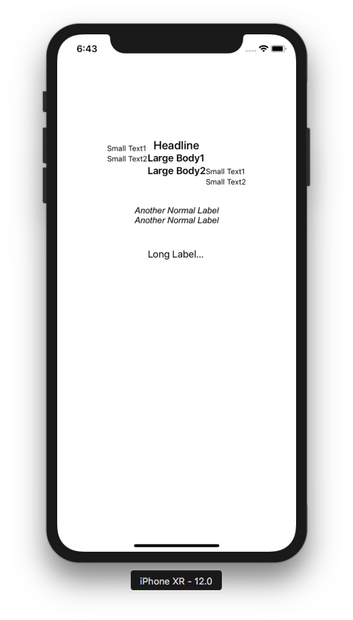 6:43
Headline
Small Text1
Small Text2
Large Body1
Large Body2
Small Text1
Small Text2
Another Normal Label
Another Normal Label
Long Label...
iPhone XR - 12.0